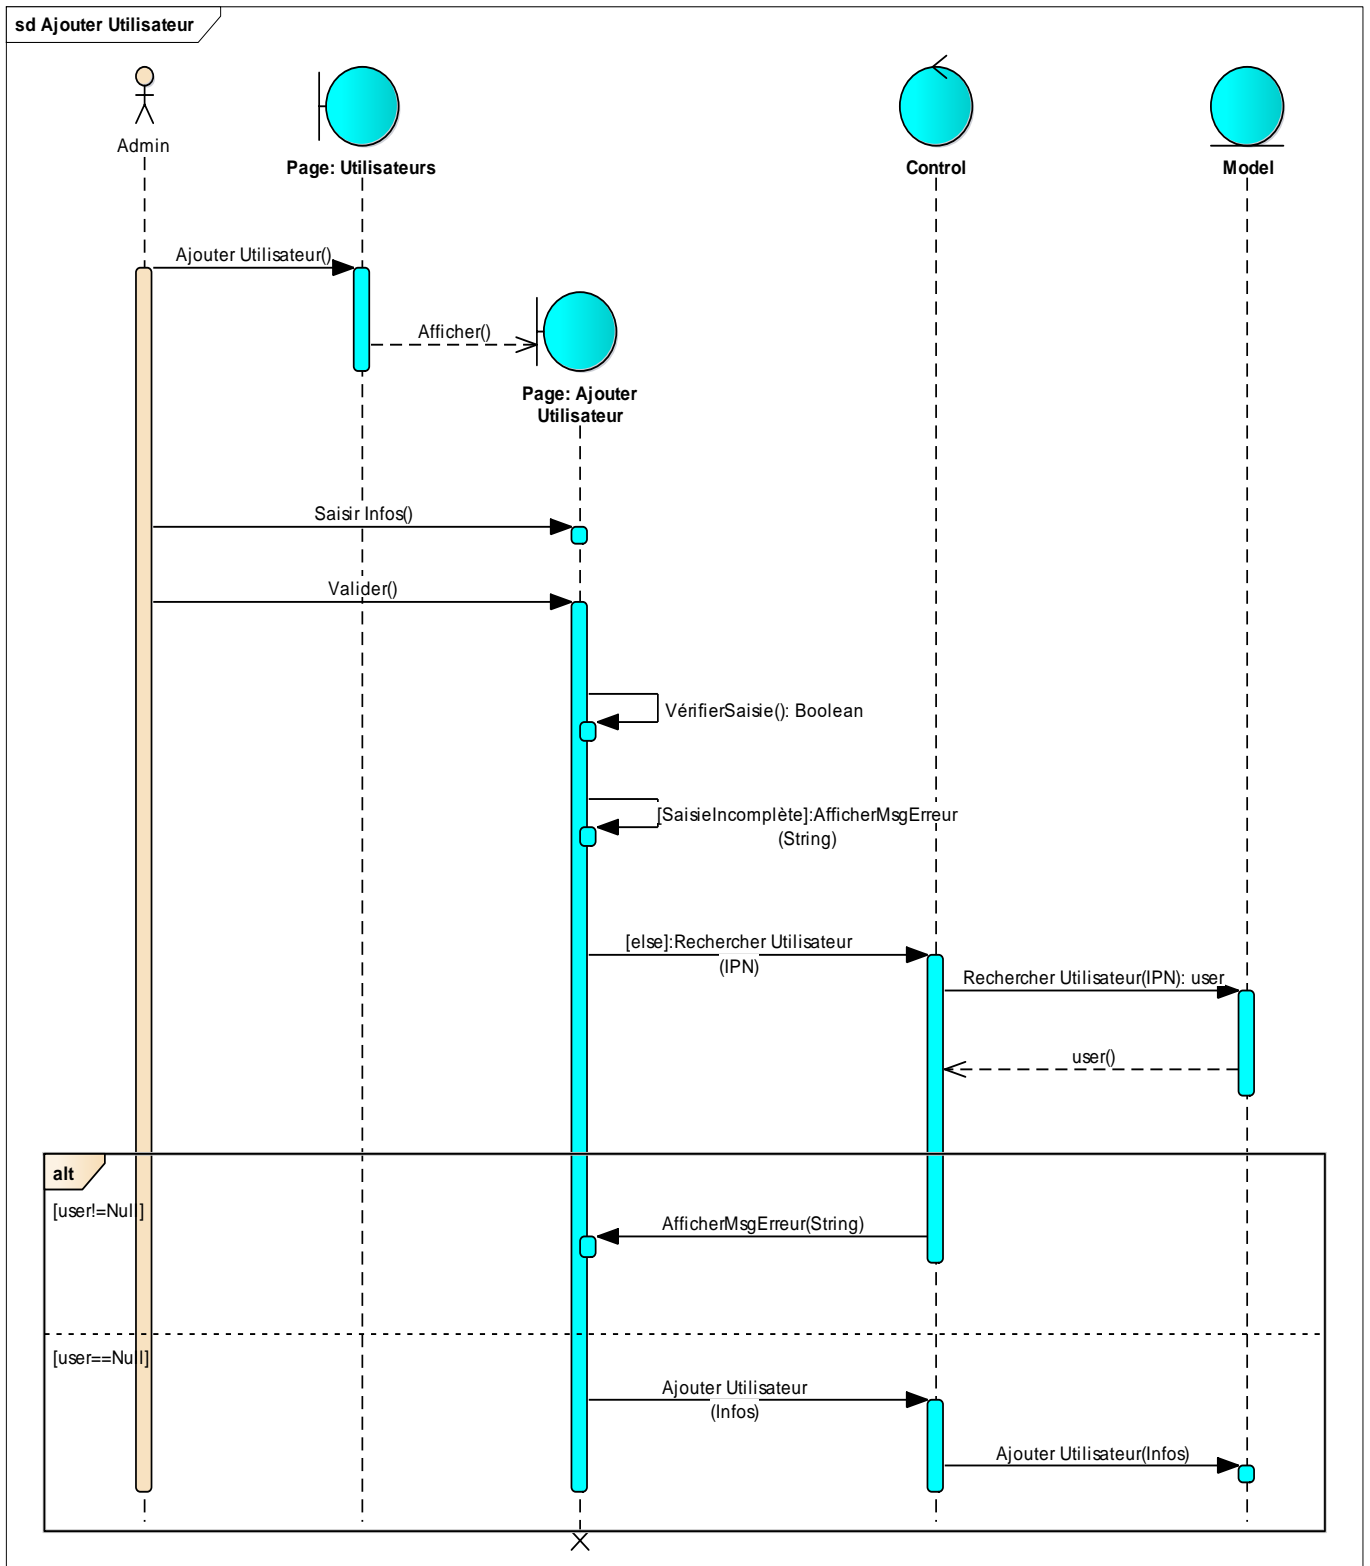 sd Ajouter Utilisateur
Admin
Page: Utilisateurs
Control
Model
Ajouter Utilisateur()
Afficher()
Page: Ajouter
Utilisateur
Saisir Infos()
Valider()
VérifierSaisie(): Boolean
[SaisieIncomplète]:AfficherMsgErreur
(String)
[else]:Rechercher Utilisateur
(IPN)
Rechercher Utilisateur(IPN): user
user()
alt
[user!=Null]
AfficherMsgErreur(String)
[user==Null]
Ajouter Utilisateur
(Infos)
Ajouter Utilisateur(Infos)